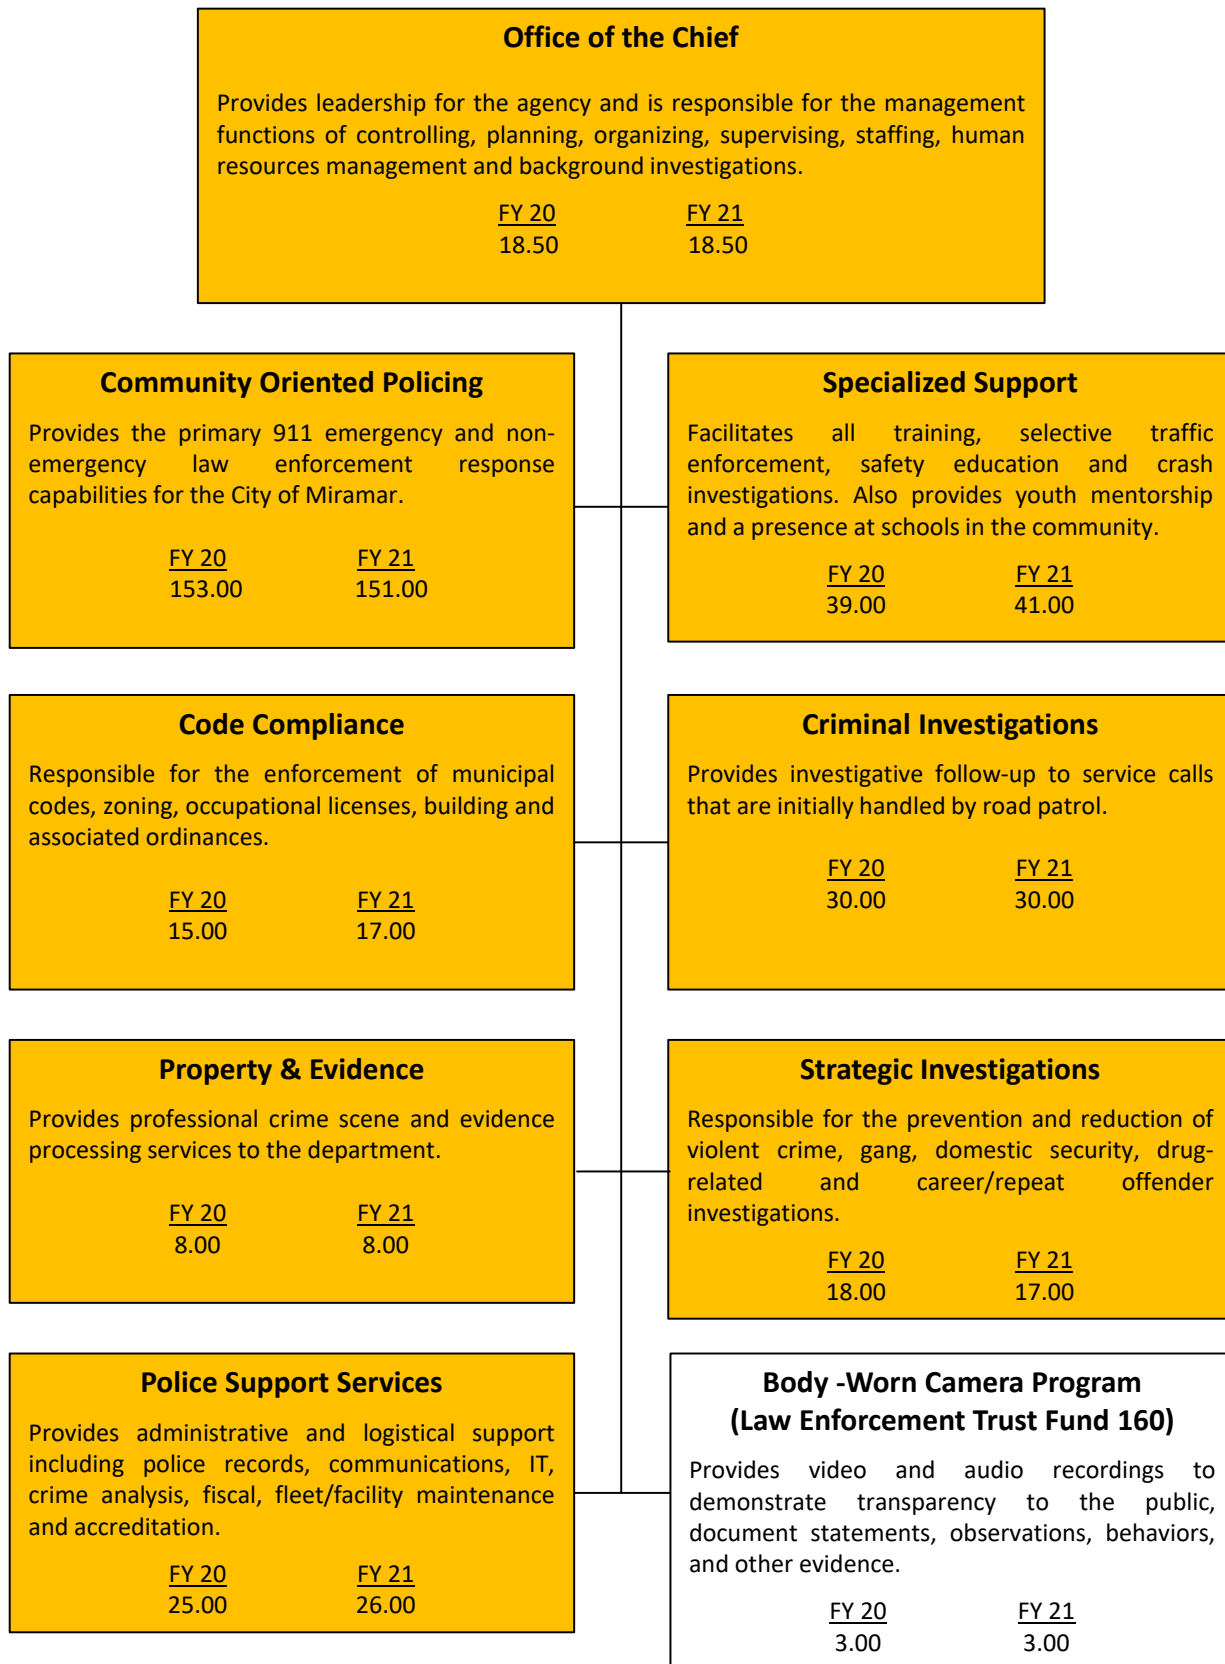 Office of the Chief
Provides leadership for the agency and is responsible for the management
functions of controlling, planning, organizing, supervising, staffing, human
resources management and background investigations.
FY 20 FY 21
18.50 18.50
Community Oriented Policing
Provides the primary 911 emergency and non-
emergency law enforcement response
capabilities for the City of Miramar.
FY 20 FY 21
153.00 151.00
Specialized Support
Facilitates all training, selective traffic
enforcement, safety education and crash
investigations. Also provides youth mentorship
and a presence at schools in the community.
FY 20 FY 21
39.00 41.00
Code Compliance
Responsible for the enforcement of municipal
codes, zoning, occupational licenses, building and
associated ordinances.
FY 20 FY 21
15.00 17.00
Criminal Investigations
Provides investigative follow-up to service calls
that are initially handled by road patrol.
FY 20 FY 21
30.00 30.00
Property & Evidence
Provides professional crime scene and evidence
processing services to the department.
FY 20 FY 21
8.00 8.00
Strategic Investigations
Responsible for the prevention and reduction of
violent crime, gang, domestic security, drug-
related and career/repeat offender
investigations.
FY 20 FY 21
18.00 17.00
Police Support Services
Provides administrative and logistical support
including police records, communications, IT,
crime analysis, fiscal, fleet/facility maintenance
and accreditation.
FY 20 FY 21
25.00 26.00
Body -Worn Camera Program
(Law Enforcement Trust Fund 160)
Provides video and audio recordings to
demonstrate transparency to the public,
document statements, observations, behaviors,
and other evidence.
FY 20 FY 21
3.00 3.00